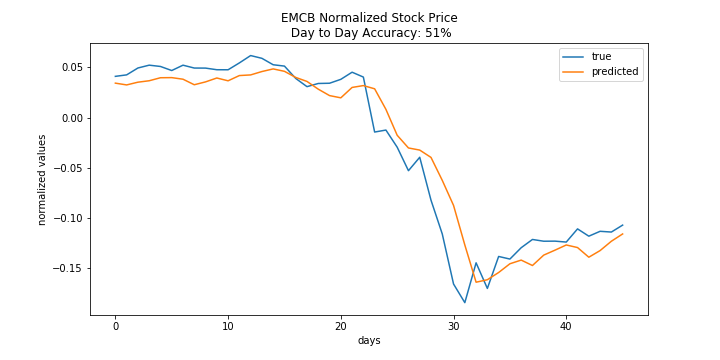 EMCB Normalized Stock Price
Day to Day Accuracy: 51%
true
predicted
normalized values
0.05
0.00
−0.05
−0.10
−0.15
0
10
20
30
40
days